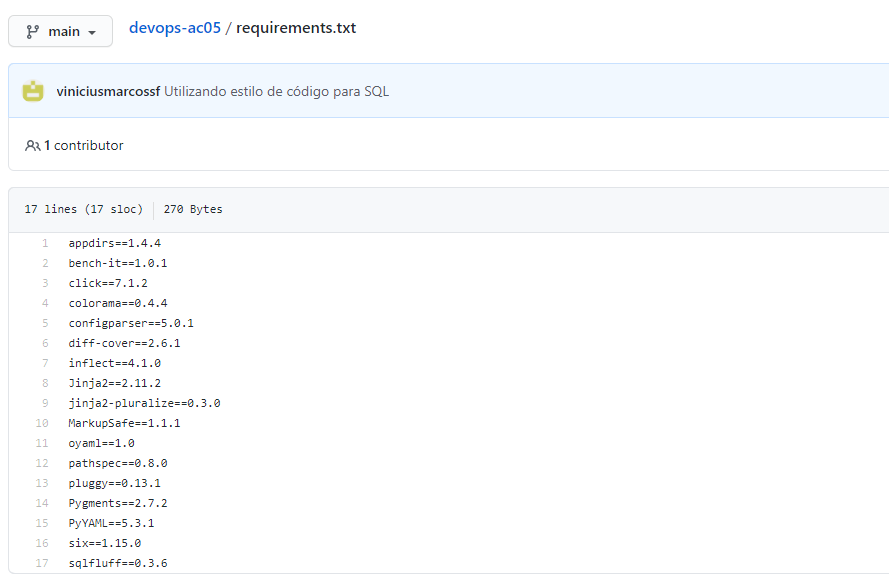 main
devops-ac05 / requirements.txt
viniciusmarcossf Utilizando estilo de código para SQL
1 contributor
17 lines (17 sloc) 270 Bytes
1 appdirs==1.4.4
2 bench-it==1.0.1
3 click==7.1.2
4 colorama==0.4.4
5 configparser==5.0.1
6 diff-cover==2.6.1
7 inflect==4.1.0
8 Jinja2==2.11.2
9 jinja2-pluralize==0.3.0
10 MarkupSafe==1.1.1
11 oyaml==1.0
12 pathspec==0.8.0
13 pluggy==0.13.1
14 Pygments==2.7.2
15 PyYAML==5.3.1
16 six==1.15.0
17 sqlfluff==0.3.6